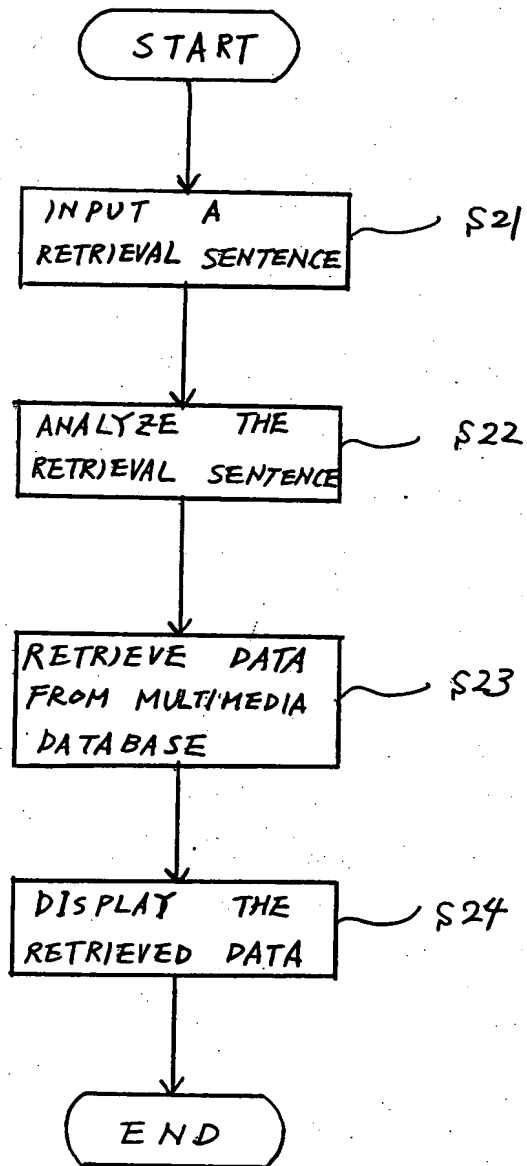 START
INPUT A
RETRIEVAL SENTENCE
S21
ANALYZE THE
RETRIEVAL SENTENCE
S22
RETRIEVE DATA
FROM MULTIMEDIA
DATABASE
S23
DISPLAY THE
RETRIEVED DATA
S24
END